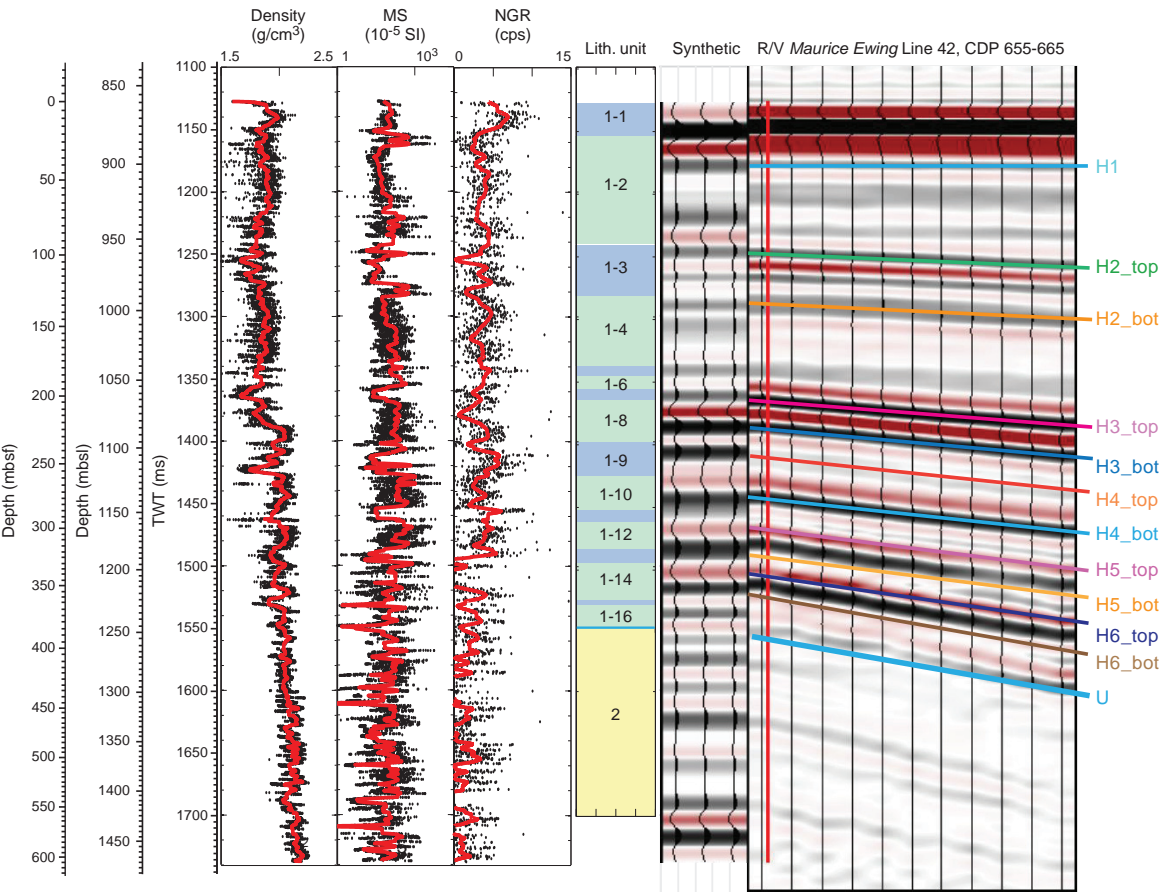 Density
(g/cm3)
1.5 2.5
MS
(10-5 SI)
1 103
NGR
(cps)
0 15
Lith. unit
Synthetic
R/V Maurice Ewing Line 42, CDP 655-665
Depth (mbsf)
0
50
100
150
200
250
300
350
400
450
500
550
600
Depth (mbsl)
850
900
950
1000
1050
1100
1150
1200
1250
1300
1350
1400
1450
TWT (ms)
1100
1150
1200
1250
1300
1350
1400
1450
1500
1550
1600
1650
1700
1-1
1-2
1-3
1-4
1-6
1-8
1-9
1-10
1-12
1-14
1-16
2
H1
H2_top
H2_bot
H3_top
H3_bot
H4_top
H4_bot
H5_top
H5_bot
H6_top
H6_bot
U